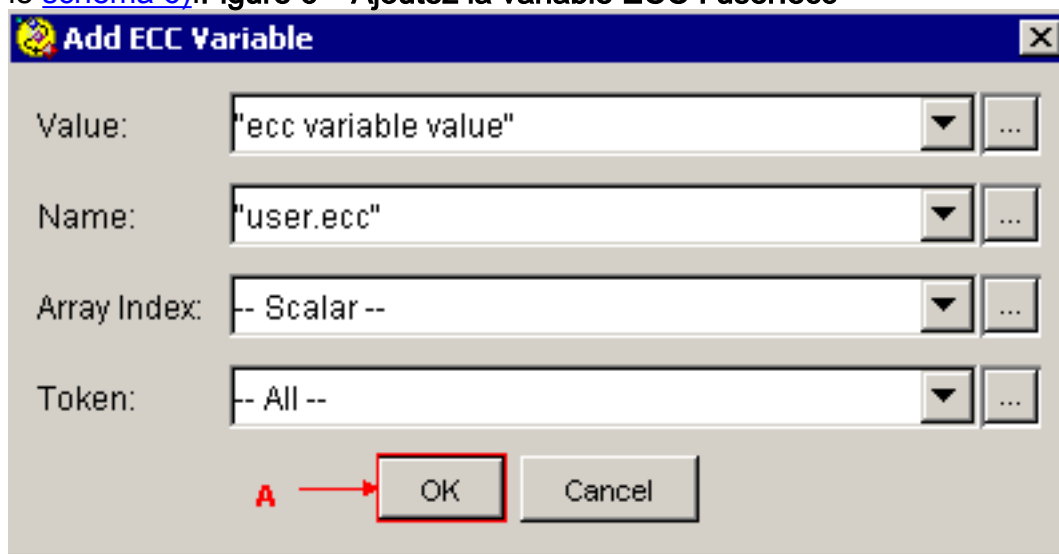 Add ECC Variable
Value: "ecc variable value" ...
Name: "user.ecc" ...
Array Index: -- Scalar -- ...
Token: -- All -- ...
A OK Cancel